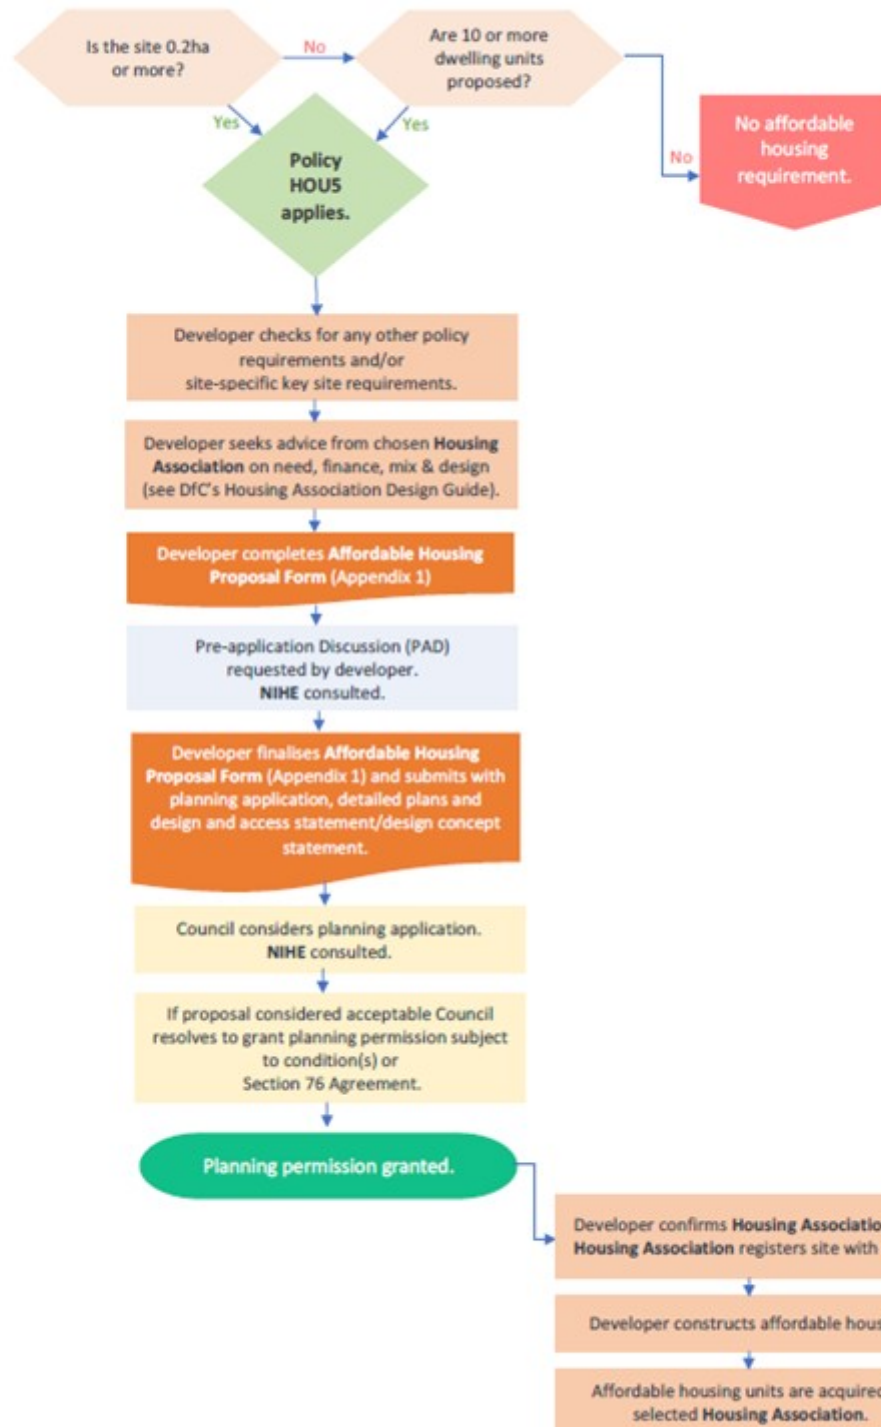 Is the site 0.2ha
or more?
No
Are 10 or more
dwelling units
proposed?
Yes
Yes
No
No affordable
housing
requirement.
Policy
HOU5
applies.
Developer checks for any other policy
requirements and/or
site-specific key site requirements.
Developer seeks advice from chosen Housing
Association on need, finance, mix & design
(see DfC's Housing Association Design Guide).
Developer completes Affordable Housing
Proposal Form (Appendix 1)
Pre-application Discussion (PAD)
requested by developer.
NIHE consulted.
Developer finalises Affordable Housing
Proposal Form (Appendix 1) and submits with
planning application, detailed plans and
design and access statement/design concept
statement.
Council considers planning application.
NIHE consulted.
If proposal considered acceptable Council
resolves to grant planning permission subject
to condition(s) or
Section 76 Agreement.
Planning permission granted.
Developer confirms Housing
Housing Association registers site with
Developer constructs affordable
Affordable housing units are acquired
selected Housing Association.